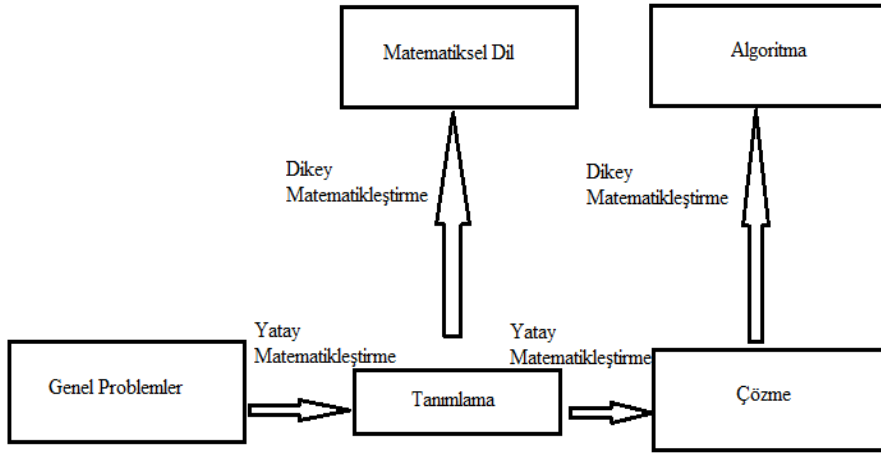 Matematiksel Dil
Algoritma
Dikey
Matematikleştirme
Dikey
Matematikleştirme
Yatay
Matematikleştirme
Yatay
Matematikleştirme
Genel Problemler
Tanımlama
Çözme